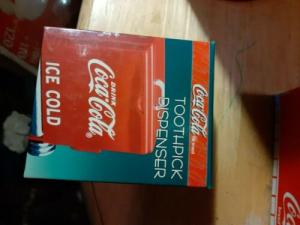 DRINK
Coca-Cola
ICE COLD
Coca-Cola
TOOTHPICK
DISPENSER